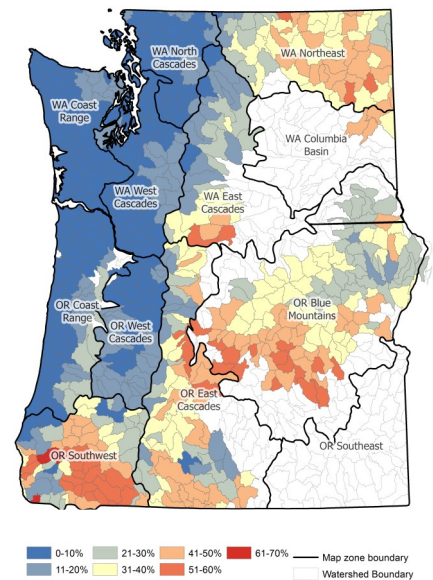 WA North
Cascades
WA Northeast
WA Coast
Range
WA Columbia
Basin
WA West
Cascades
WA East
Cascades
OR Coast
Range
OR West
Cascades
OR Blue
Mountains
OR East
Cascades
OR Southwest
OR Southeast
0-10% 21-30% 41-50% 61-70% Map zone boundary
11-20% 31-40% 51-60% Watershed Boundary